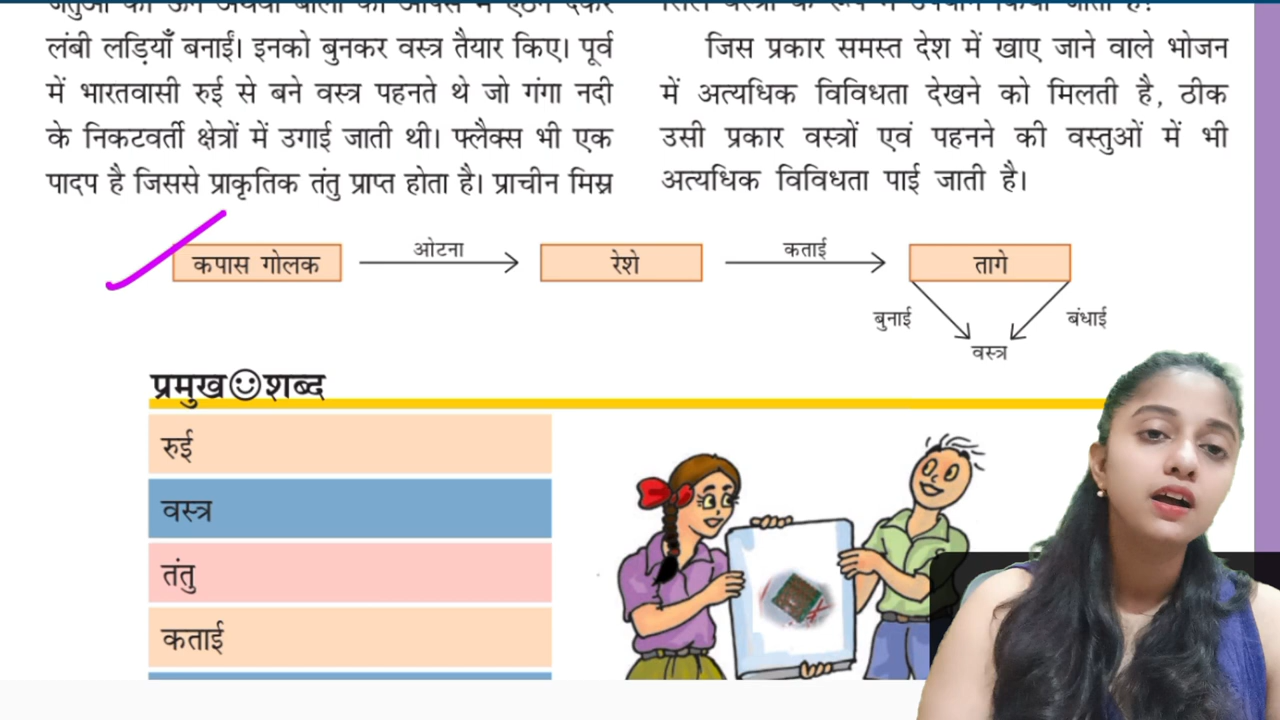 लंबी लड़ियाँ बनाईं। इनको बुनकर वस्त्र तैयार किए। पूर्व
में भारतवासी रुई से बने वस्त्र पहनते थे जो गंगा नदी
के निकटवर्ती क्षेत्रों में उगाई जाती थी। फ्लैक्स भी एक
पादप है जिससे प्राकृतिक तंतु प्राप्त होता है। प्राचीन मिस्र
जिस प्रकार समस्त देश में खाए जाने वाले भोजन
में अत्यधिक विविधता देखने को मिलती है, ठीक
उसी प्रकार वस्त्रों एवं पहनने की वस्तुओं में भी
अत्यधिक विविधता पाई जाती है।
कपास गोलक ओटना रेशे कताई तागे
बुनाई बंधाई
वस्त्र
प्रमुख शब्द
रुई
वस्त्र
तंतु
कताई